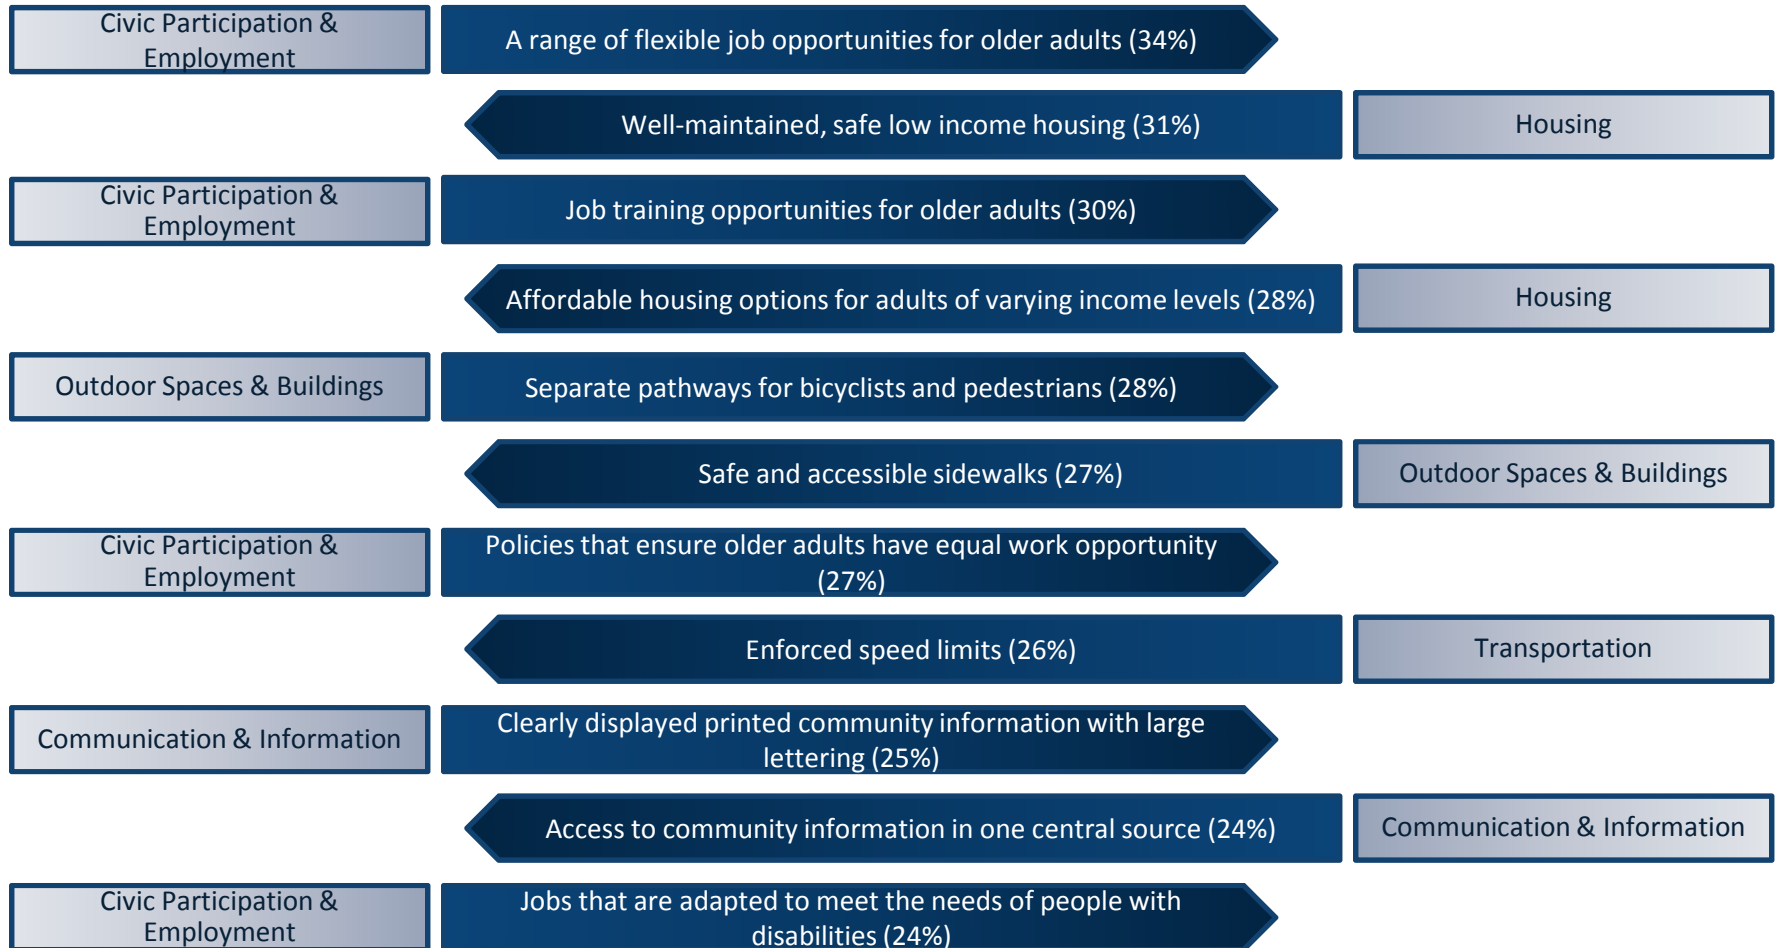 Civic Participation &
Employment
A range of flexible job opportunities for older adults (34%)
Well-maintained, safe low income housing (31%)
Housing
Civic Participation &
Employment
Job training opportunities for older adults (30%)
Affordable housing options for adults of varying income levels (28%)
Housing
Outdoor Spaces & Buildings
Separate pathways for bicyclists and pedestrians (28%)
Safe and accessible sidewalks (27%)
Outdoor Spaces & Buildings
Civic Participation &
Employment
Policies that ensure older adults have equal work opportunity
(27%)
Enforced speed limits (26%)
Transportation
Communication & Information
Clearly displayed printed community information with large
lettering (25%)
Access to community information in one central source (24%)
Communication & Information
Civic Participation &
Employment
Jobs that are adapted to meet the needs of people with
disabilities (24%)